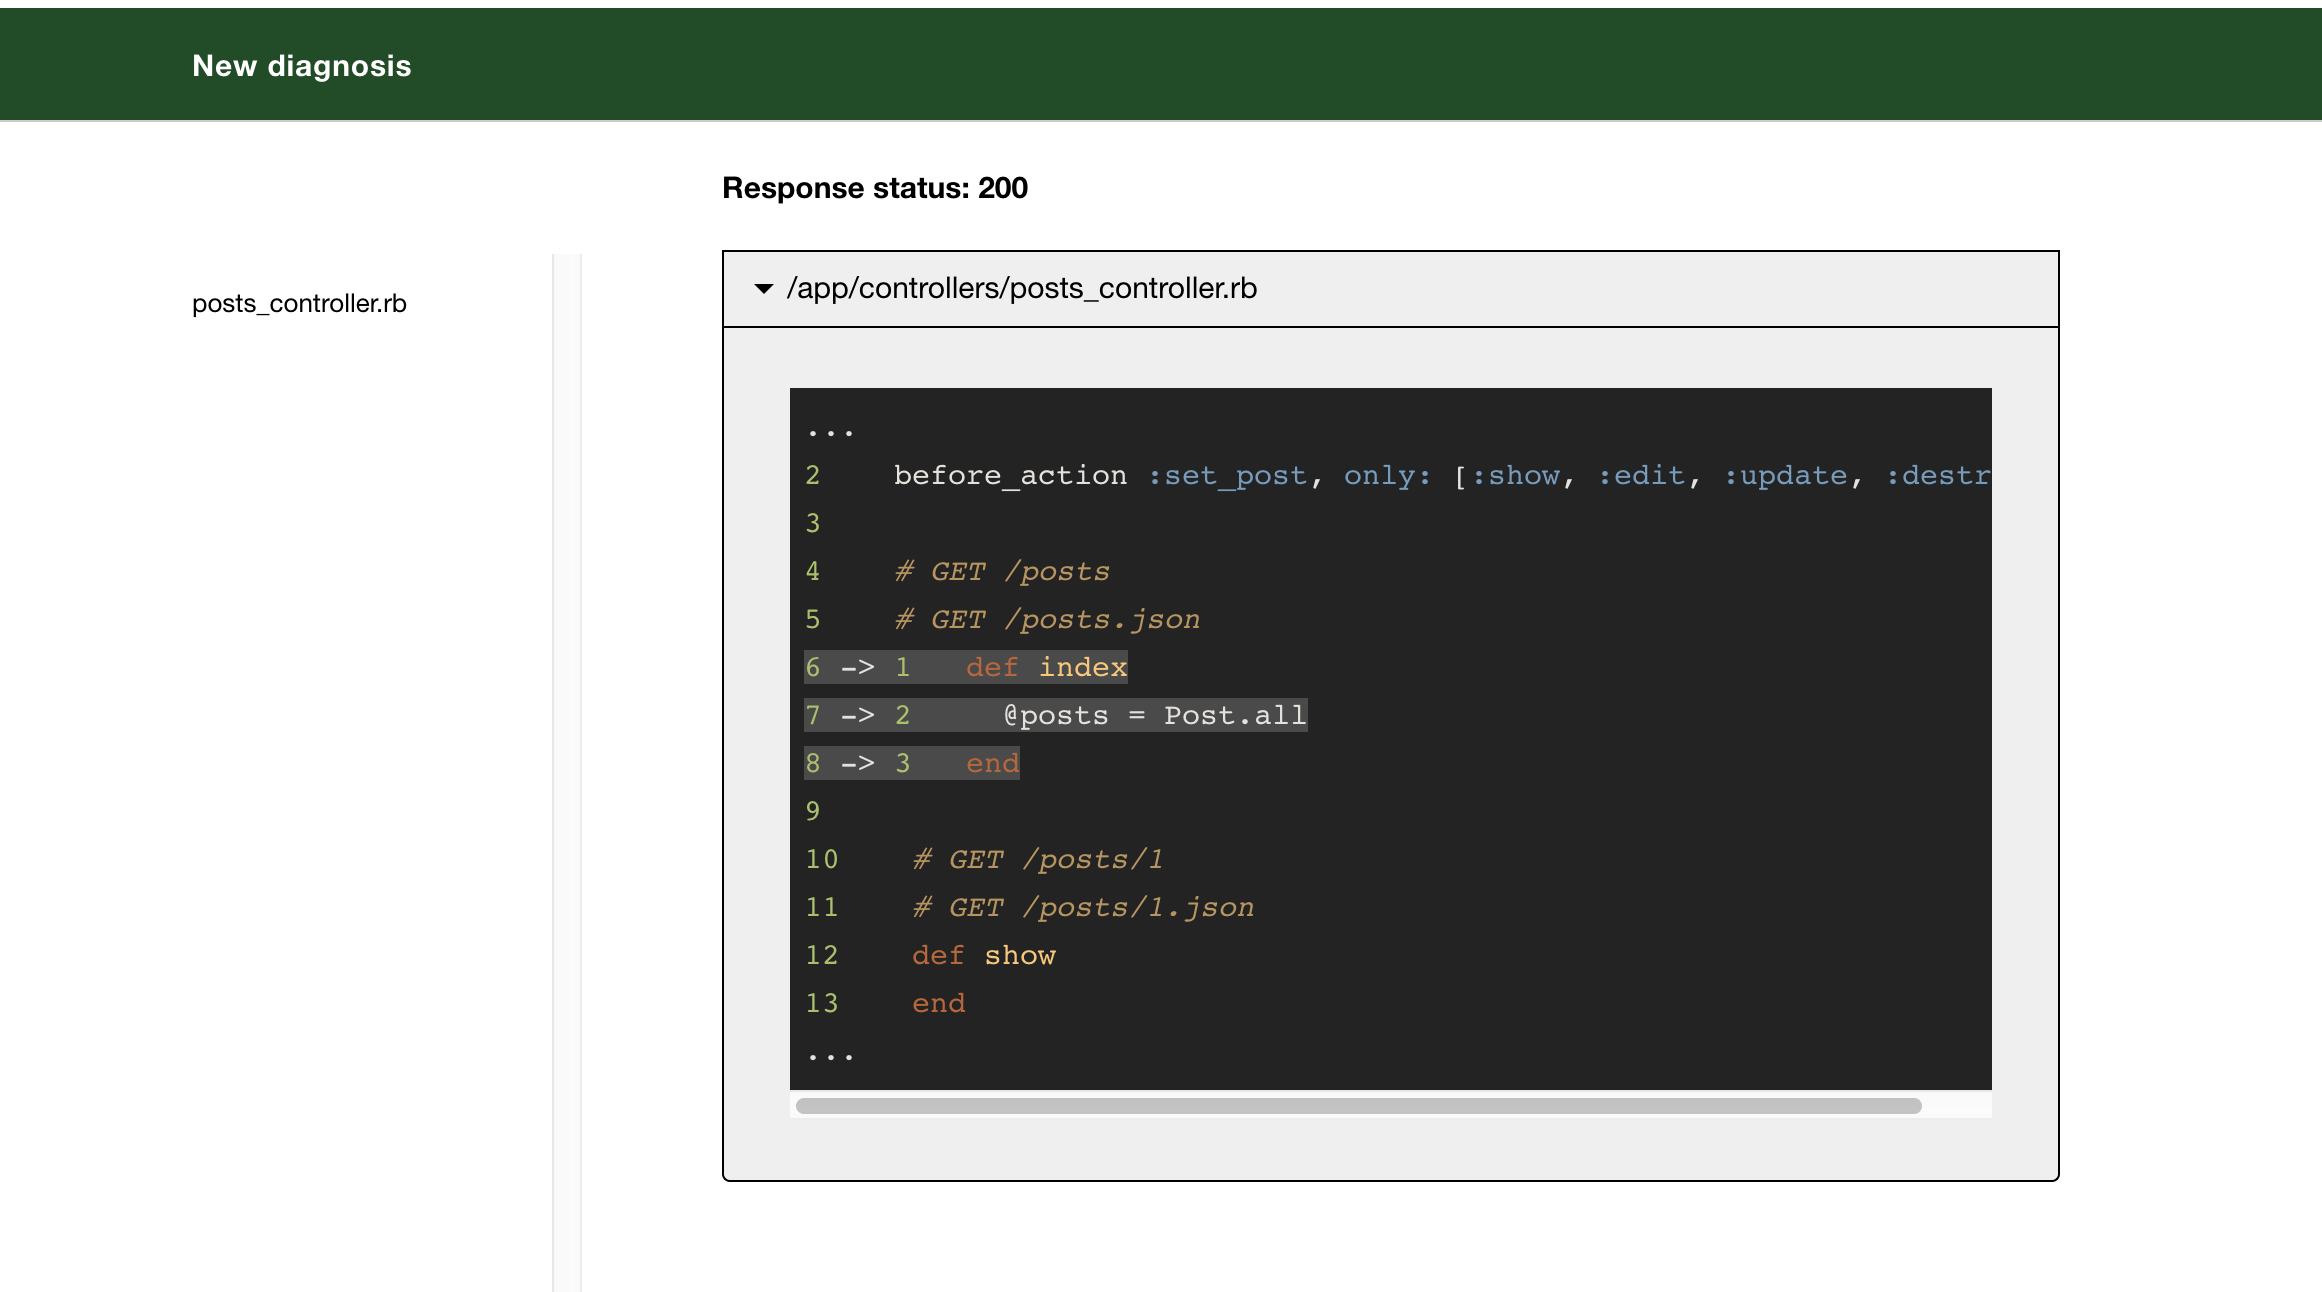 New diagnosis
Response status: 200
posts_controller.rb
/app/controllers/posts_controller.rb
...
2    before_action :set_post, only: [:show, :edit, :update, :destr
3
4    # GET /posts
5    # GET /posts.json
6 -> 1   def index
7 -> 2     @posts = Post.all
8 -> 3   end
9
10    # GET /posts/1
11    # GET /posts/1.json
12    def show
13    end
...